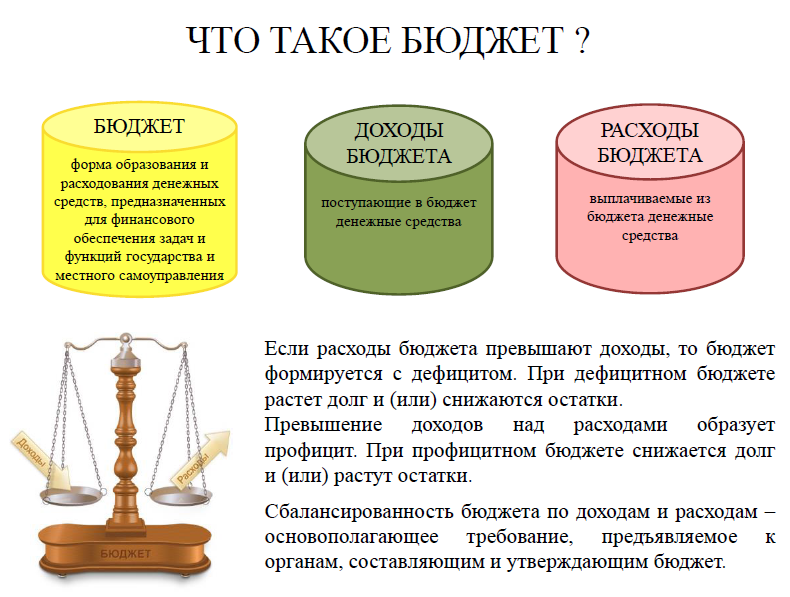 ЧТО ТАКОЕ БЮДЖЕТ ?
БЮДЖЕТ
форма образования и
расходования денежных
средств, предназначенных
для финансового
обеспечения задач и
функций государства и
местного самоуправления
ДОХОДЫ
БЮДЖЕТА
поступающие в бюджет
денежные средства
РАСХОДЫ
БЮДЖЕТА
выплачиваемые из
бюджета денежные
средства
Доходы
Расходы
БЮДЖЕТ
Если расходы бюджета превышают доходы, то бюджет
формируется с дефицитом. При дефицитном бюджете
растет долг и (или) снижаются остатки.
Превышение доходов над расходами образует
профицит. При профицитном бюджете снижается долг
и (или) растут остатки.
Сбалансированность бюджета по доходам и расходам –
основополагающее требование, предъявляемое к
органам, составляющим и утверждающим бюджет.